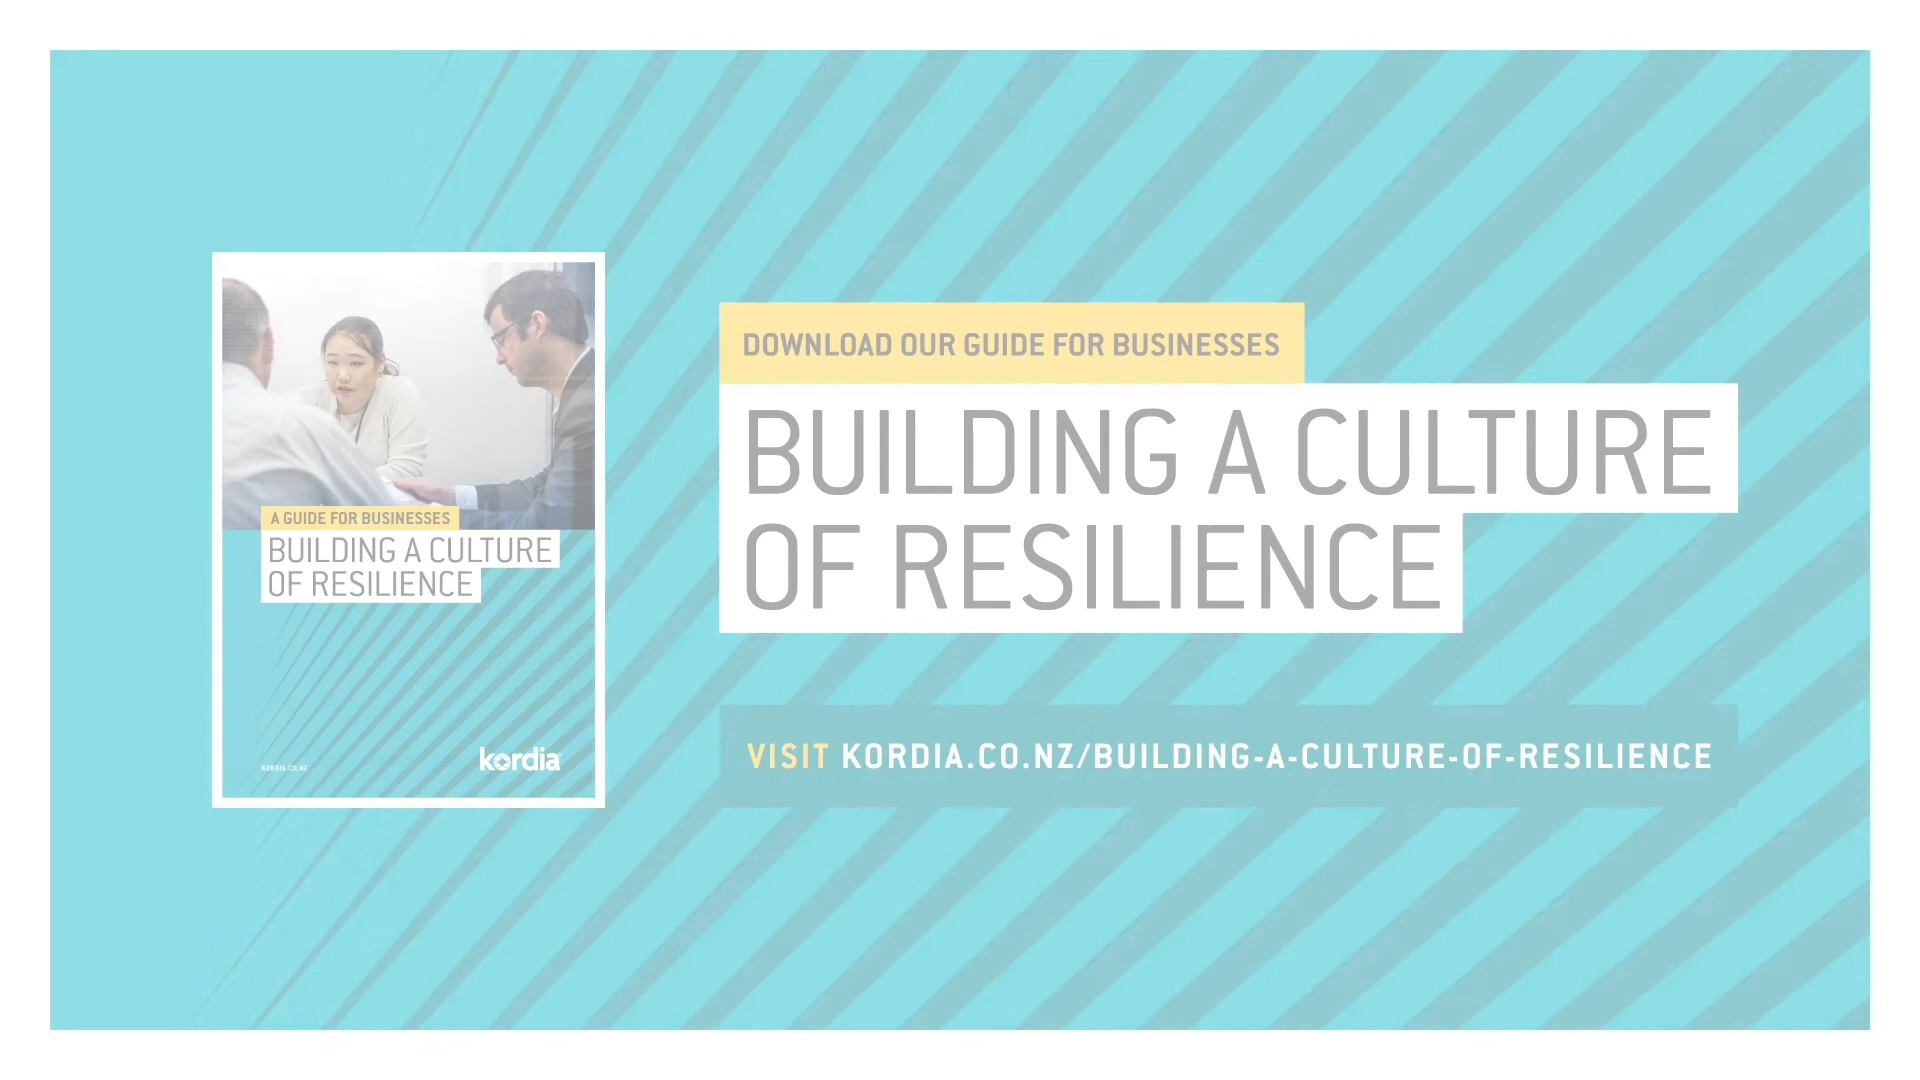 A GUIDE FOR BUSINESSES
BUILDING A CULTURE
OF RESILIENCE
KORDIA.CO.NZ
kordia
DOWNLOAD OUR GUIDE FOR BUSINESSES
BUILDING A CULTURE
OF RESILIENCE
VISIT KORDIA.CO.NZ/BUILDING-A-CULTURE-OF-RESILIENCE